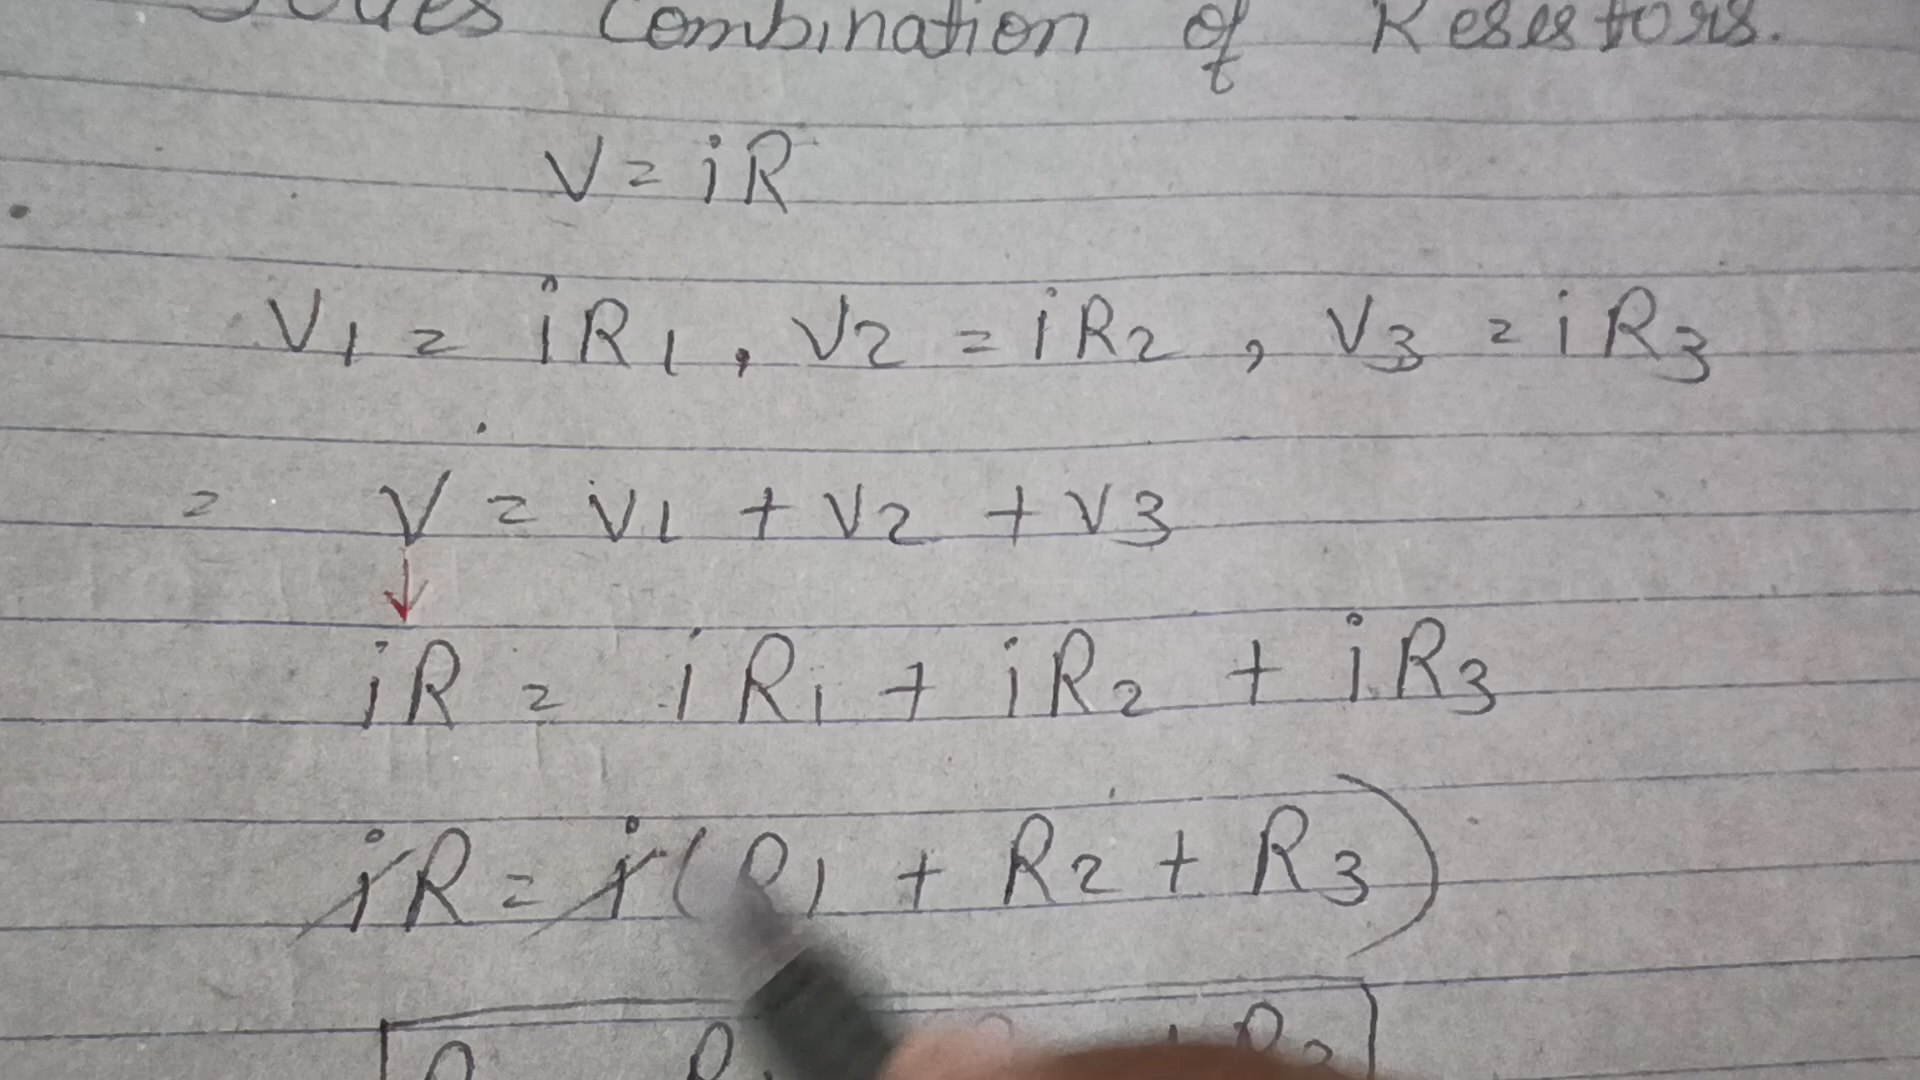 Combination of Resestors.
V = iR
V1 = iR1, V2 = iR2, V3 = iR3
= V = V1 + V2 + V3
↓
iR = iR1 + iR2 + iR3
iR = i(R1 + R2 + R3)